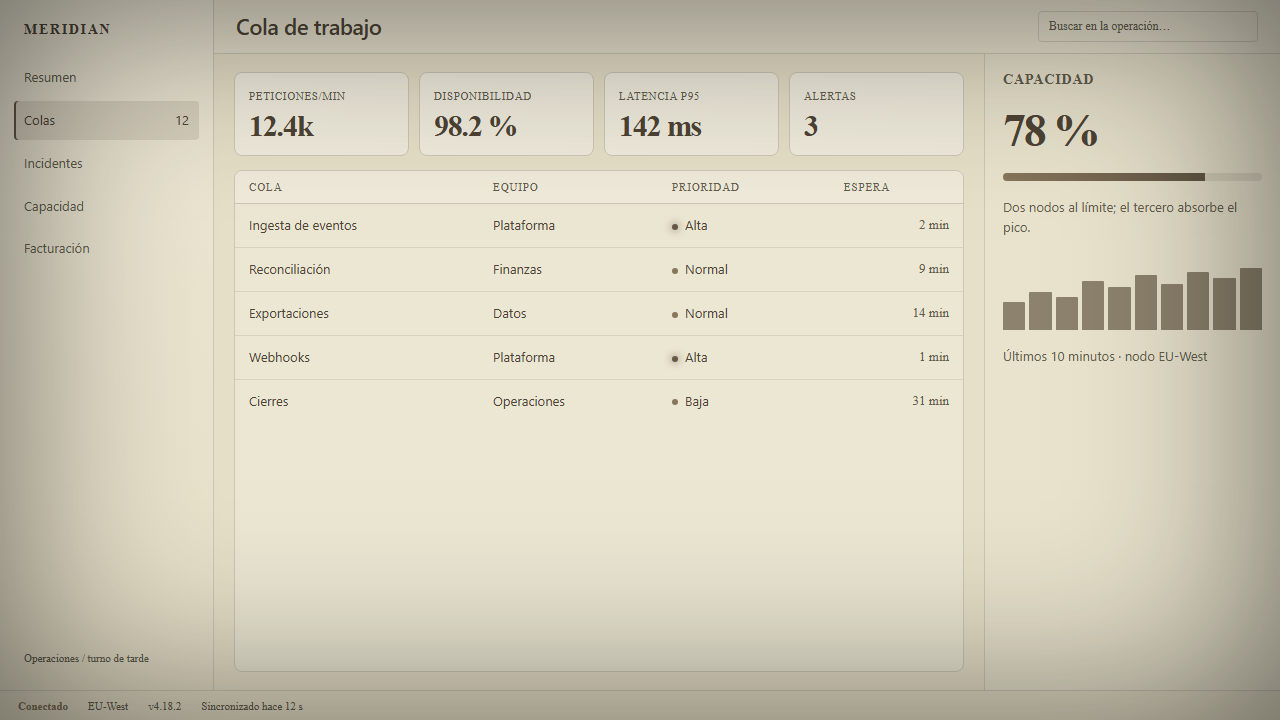 MERIDIAN
Resumen
Colas 12
Incidentes
Capacidad
Facturación
Operaciones / turno de tarde
Cola de trabajo
Buscar en la operación…
PETICIONES/MIN
12.4k
DISPONIBILIDAD
98.2 %
LATENCIA P95
142 ms
ALERTAS
3
COLA EQUIPO PRIORIDAD ESPERA
Ingesta de eventos Plataforma Alta 2 min
Reconciliación Finanzas Normal 9 min
Exportaciones Datos Normal 14 min
Webhooks Plataforma Alta 1 min
Cierres Operaciones Baja 31 min
CAPACIDAD
78 %
Dos nodos al límite; el tercero absorbe el
pico.
Últimos 10 minutos · nodo EU-West
Conectado EU-West v4.18.2 Sincronizado hace 12 s